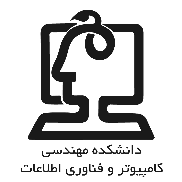 دانشکده مهندسی
کامپیوتر و فناوری اطلاعات